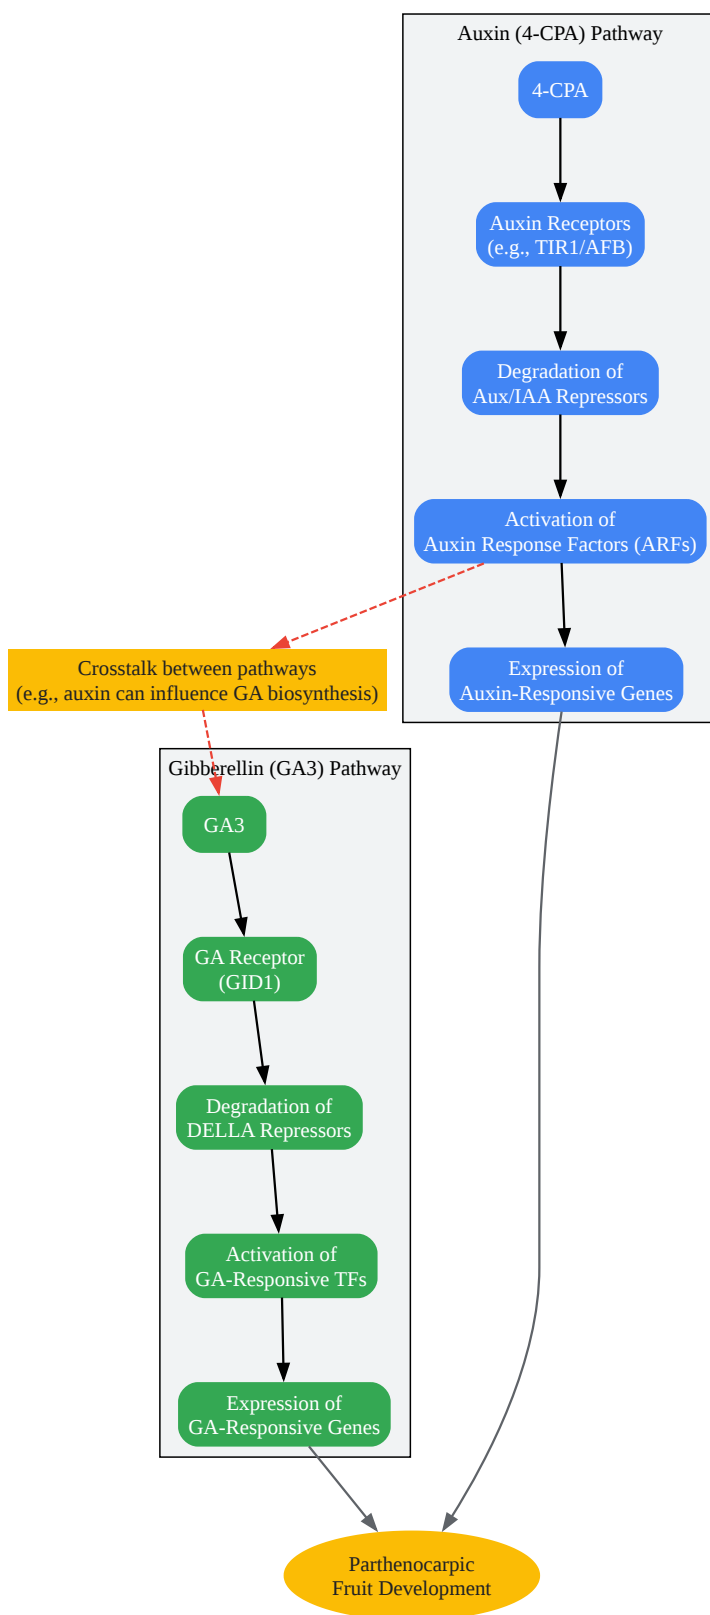 Auxin (4-CPA) Pathway
4-CPA
Auxin Receptors
(e.g., TIR1/AFB)
Degradation of
Aux/IAA Repressors
Activation of
Auxin Response Factors (ARFs)
Crosstalk between pathways
(e.g., auxin can influence GA biosynthesis)
Expression of
Auxin-Responsive Genes
Gibberellin (GA3) Pathway
GA3
GA Receptor
(GID1)
Degradation of
DELLA Repressors
Activation of
GA-Responsive TFs
Expression of
GA-Responsive Genes
Parthenocarpic
Fruit Development